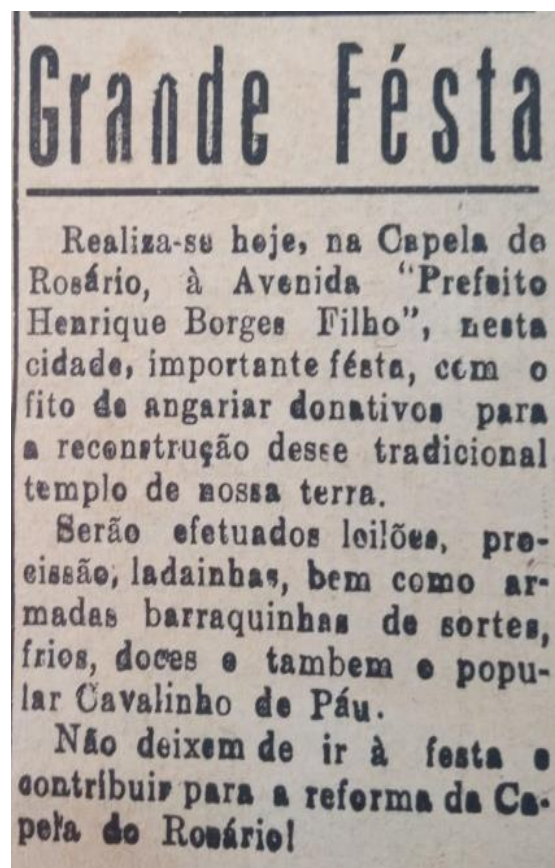 Grande Fésta
Realiza-se hoje, na Capela do
Rosário, à Avenida “Prefeito
Henrique Borges Filho”, nesta
cidade, importante fésta, com o
fito de angariar donativos para
a reconstrução desse tradicional
templo de nossa terra.
Serão efetuados leilões, pro-
cissão, ladainhas, bem como ar-
madas barraquinhas de sortes,
frios, doces e tambem o popu-
lar Cavalinho de Páu.
Não deixem de ir à festa e
contribuir para a reforma da Ca-
pela do Rosário!